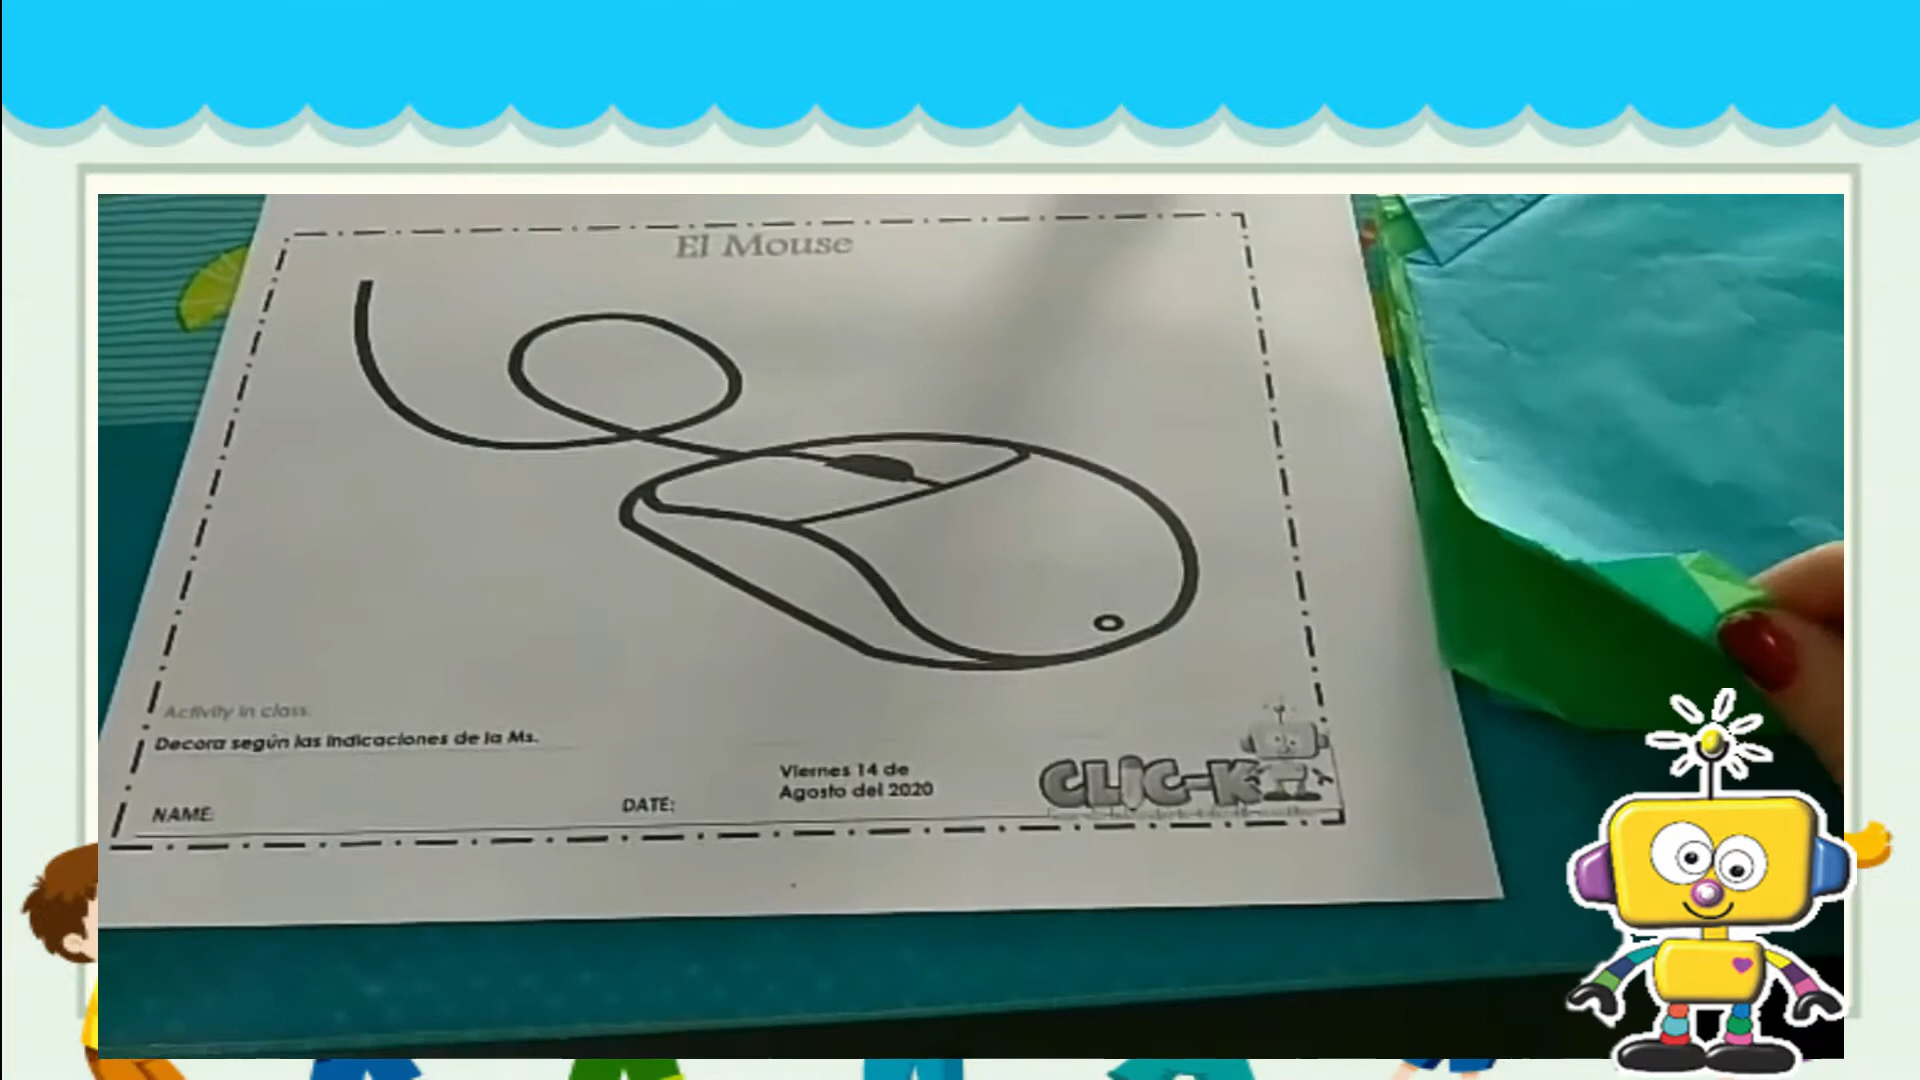 El Mouse
Activity in class.
Decora según las indicaciones de la Ms.
Viernes 14 de
Agosto del 2020
NAME:
DATE:
CLIC-K